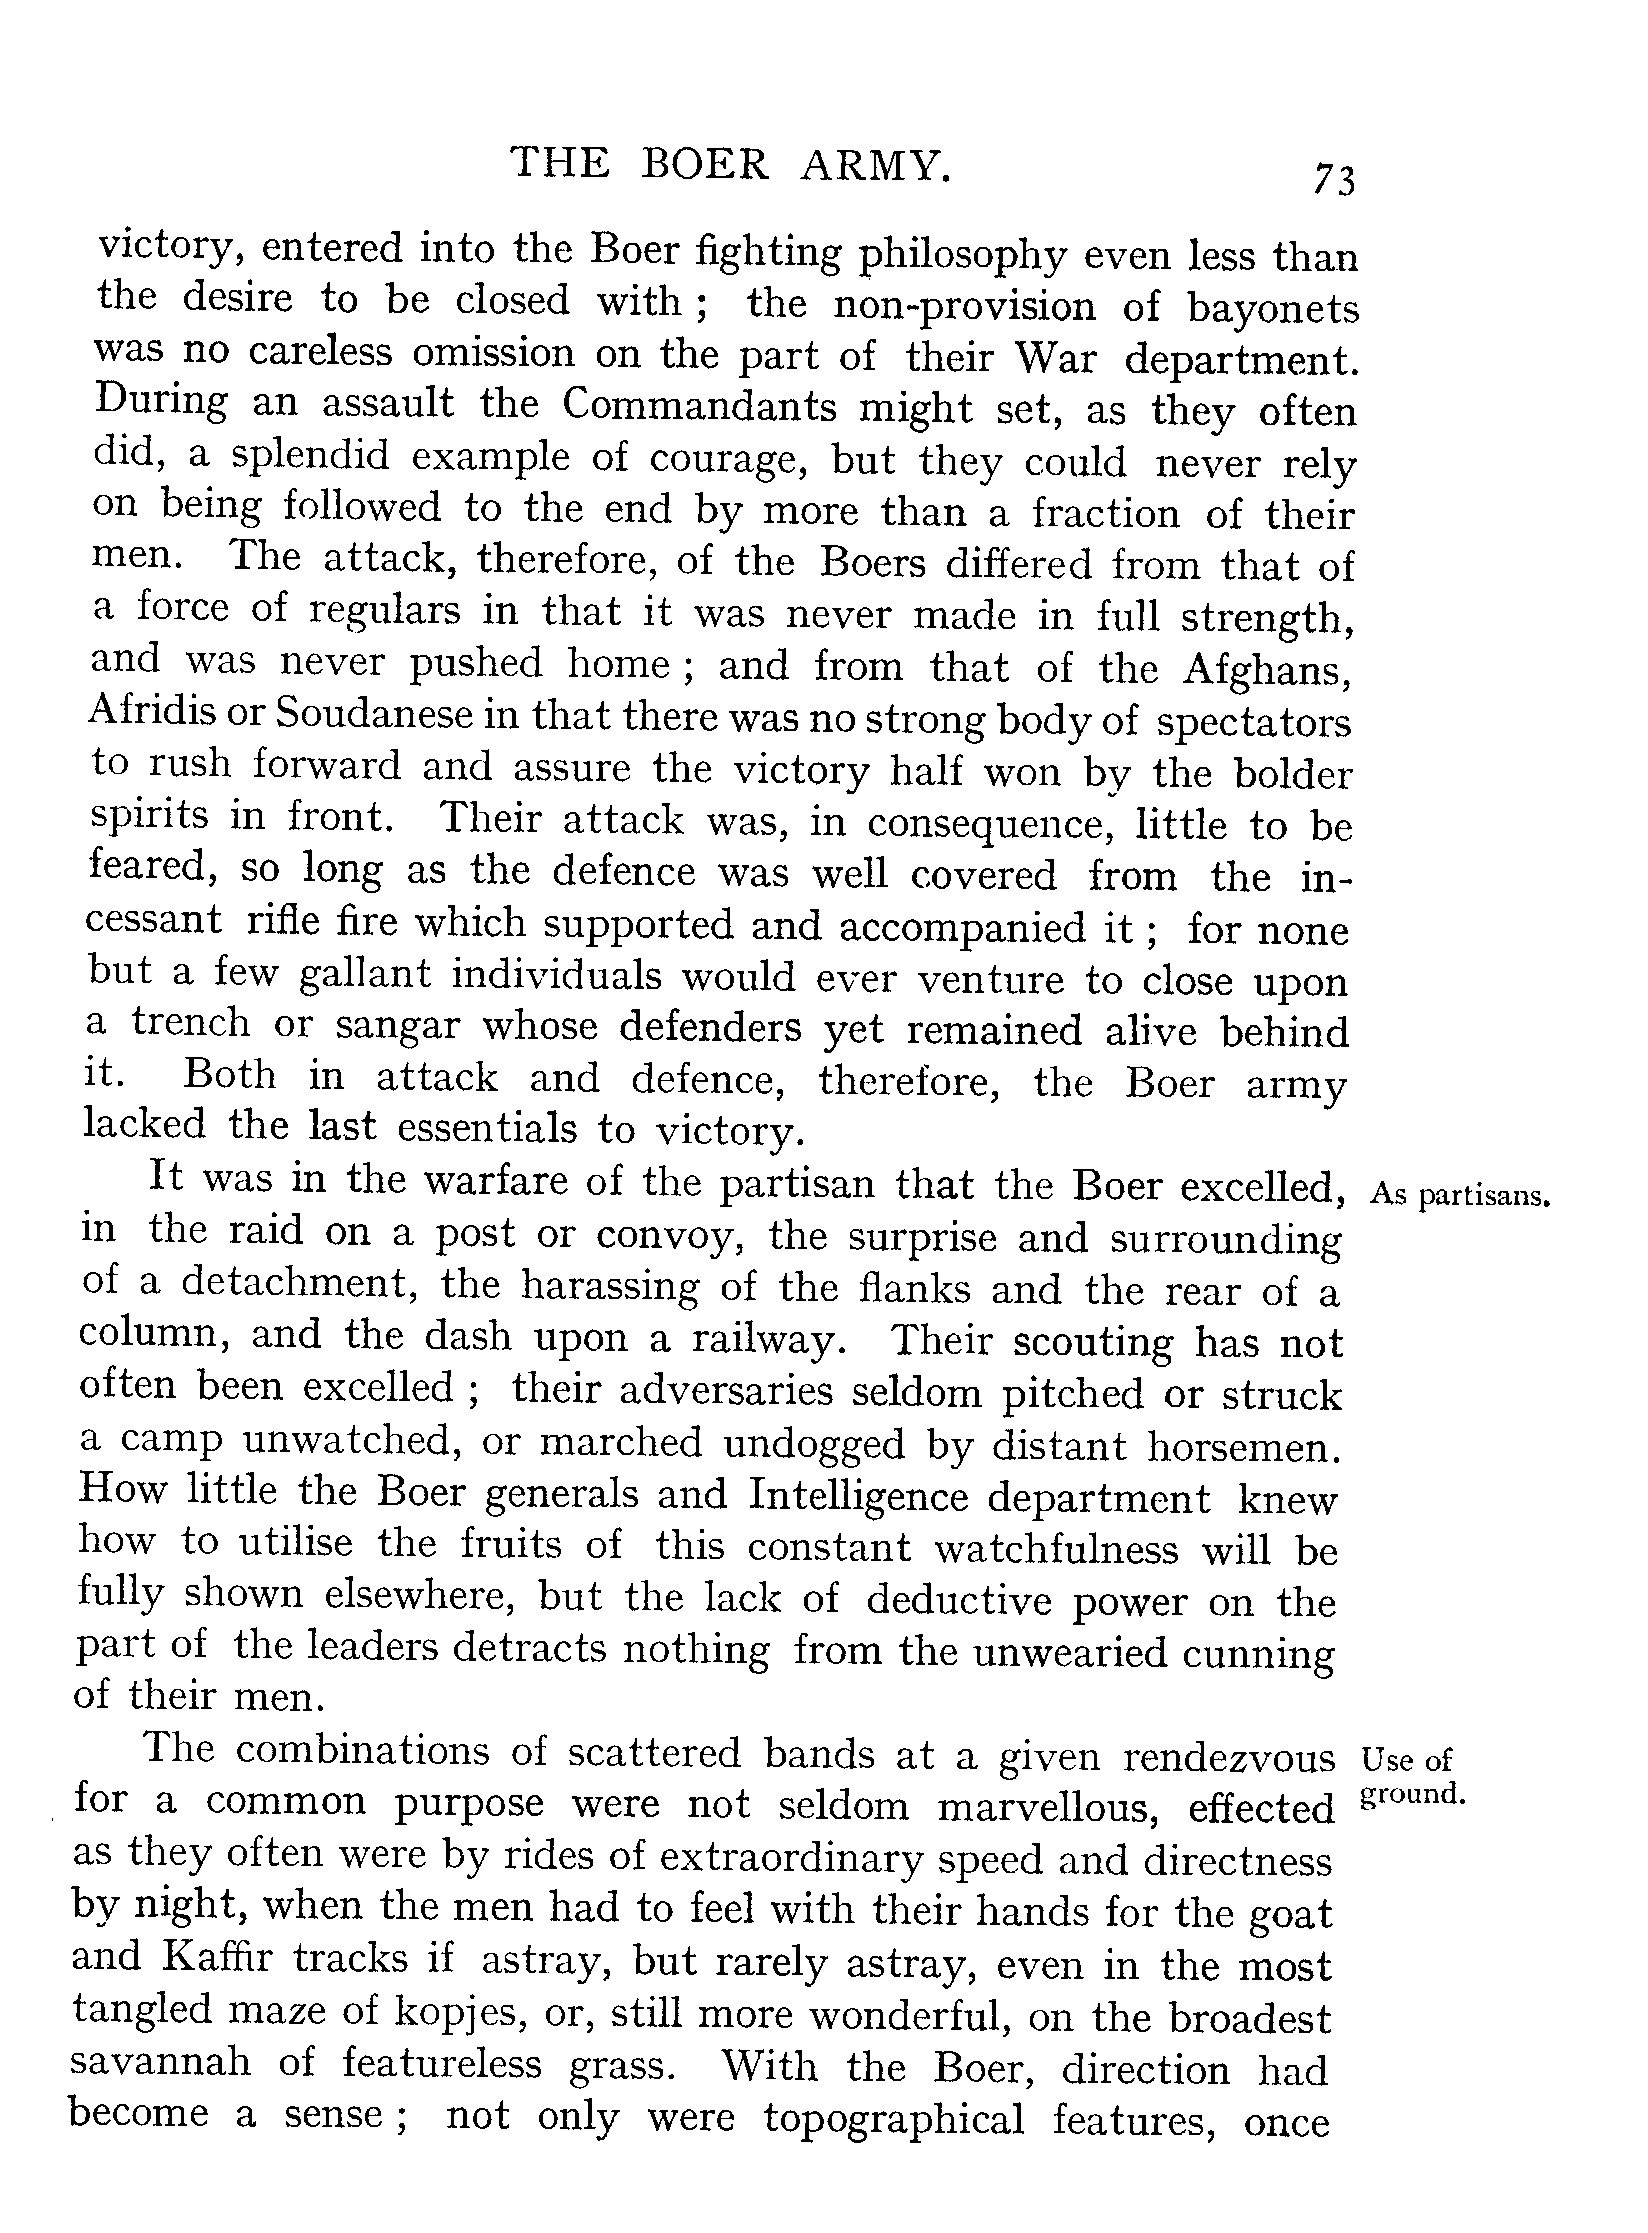 THE BOER ARMY. 73
victory, entered into the Boer fighting philosophy even less than
the desire to be closed with ; the non-provision of bayonets
was no careless omission on the part of their War department.
During an assault the Commandants might set, as they often
did, a splendid example of courage, but they could never rely
on being followed to the end by more than a fraction of their
men. The attack, therefore, of the Boers differed from that of
a force of regulars in that it was never made in full strength,
and was never pushed home ; and from that of the Afghans,
Afridis or Soudanese in that there was no strong body of spectators
to rush forward and assure the victory half won by the bolder
spirits in front. Their attack was, in consequence, little to be
feared, so long as the defence was well covered from the in-
cessant rifle fire which supported and accompanied it ; for none
but a few gallant individuals would ever venture to close upon
a trench or sangar whose defenders yet remained alive behind
it. Both in attack and defence, therefore, the Boer army
lacked the last essentials to victory.
It was in the warfare of the partisan that the Boer excelled, As partisans.
in the raid on a post or convoy, the surprise and surrounding
of a detachment, the harassing of the flanks and the rear of a
column, and the dash upon a railway. Their scouting has not
often been excelled ; their adversaries seldom pitched or struck
a camp unwatched, or marched undogged by distant horsemen.
How little the Boer generals and Intelligence department knew
how to utilise the fruits of this constant watchfulness will be
fully shown elsewhere, but the lack of deductive power on the
part of the leaders detracts nothing from the unwearied cunning
of their men.
The combinations of scattered bands at a given rendezvous Use of
for a common purpose were not seldom marvellous, effected ground.
as they often were by rides of extraordinary speed and directness
by night, when the men had to feel with their hands for the goat
and Kaffir tracks if astray, but rarely astray, even in the most
tangled maze of kopjes, or, still more wonderful, on the broadest
savannah of featureless grass. With the Boer, direction had
become a sense ; not only were topographical features, once